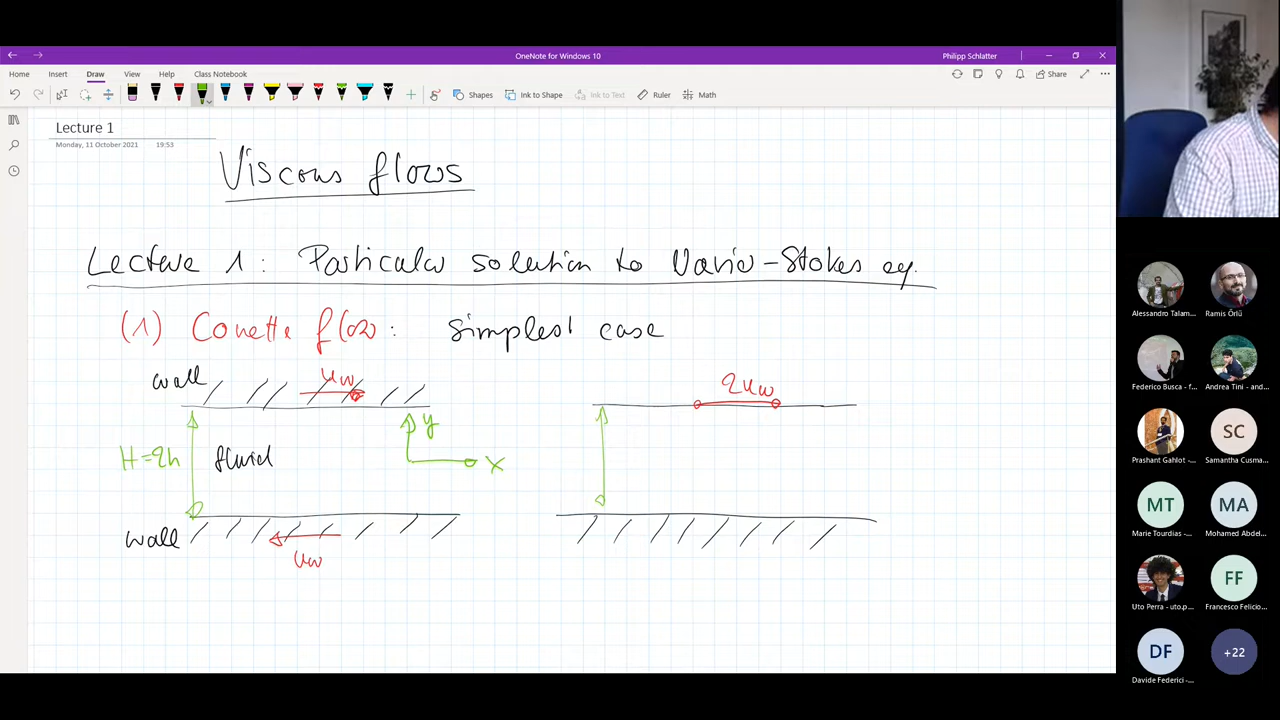 OneNote for Windows 10
Philipp Schlatter
Home Insert Draw View Help Class Notebook
Share
Shapes Ink to Shape Ink to Text Ruler Math
Lecture 1
Monday, 11 October 2021 19:53
Viscous flows
Lecture 1: Particular solution to Navier-Stokes eq.
(1) Couette flow: simplest case
wall uw
2uw
y
H=2h fluid x
wall
uw
Alessandro Talam... Ramis Örlü
Federico Busca - f... Andrea Tini - and...
SC
Prashant Gahlot -... Samantha Cusma...
MT MA
Marie Tourdias -... Mohamed Abdel...
FF
Uto Perra - uto.p... Francesco Felicio...
DF +22
Davide Federici -...